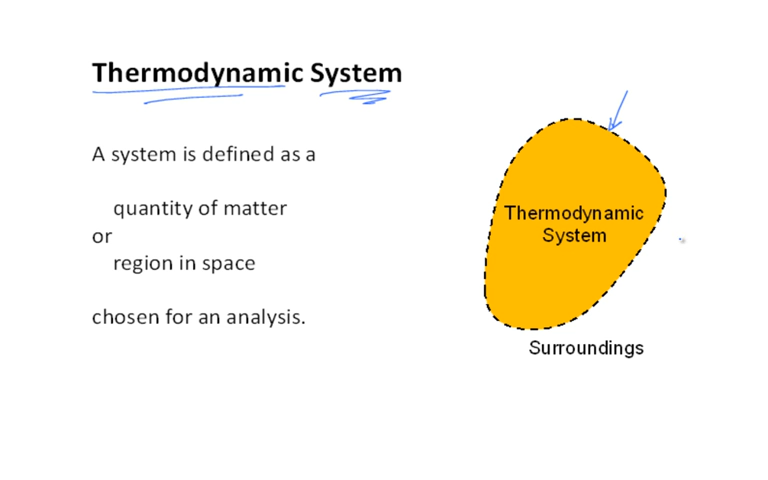 Thermodynamic System
A system is defined as a
quantity of matter
or
region in space
chosen for an analysis.
Thermodynamic
System
Surroundings